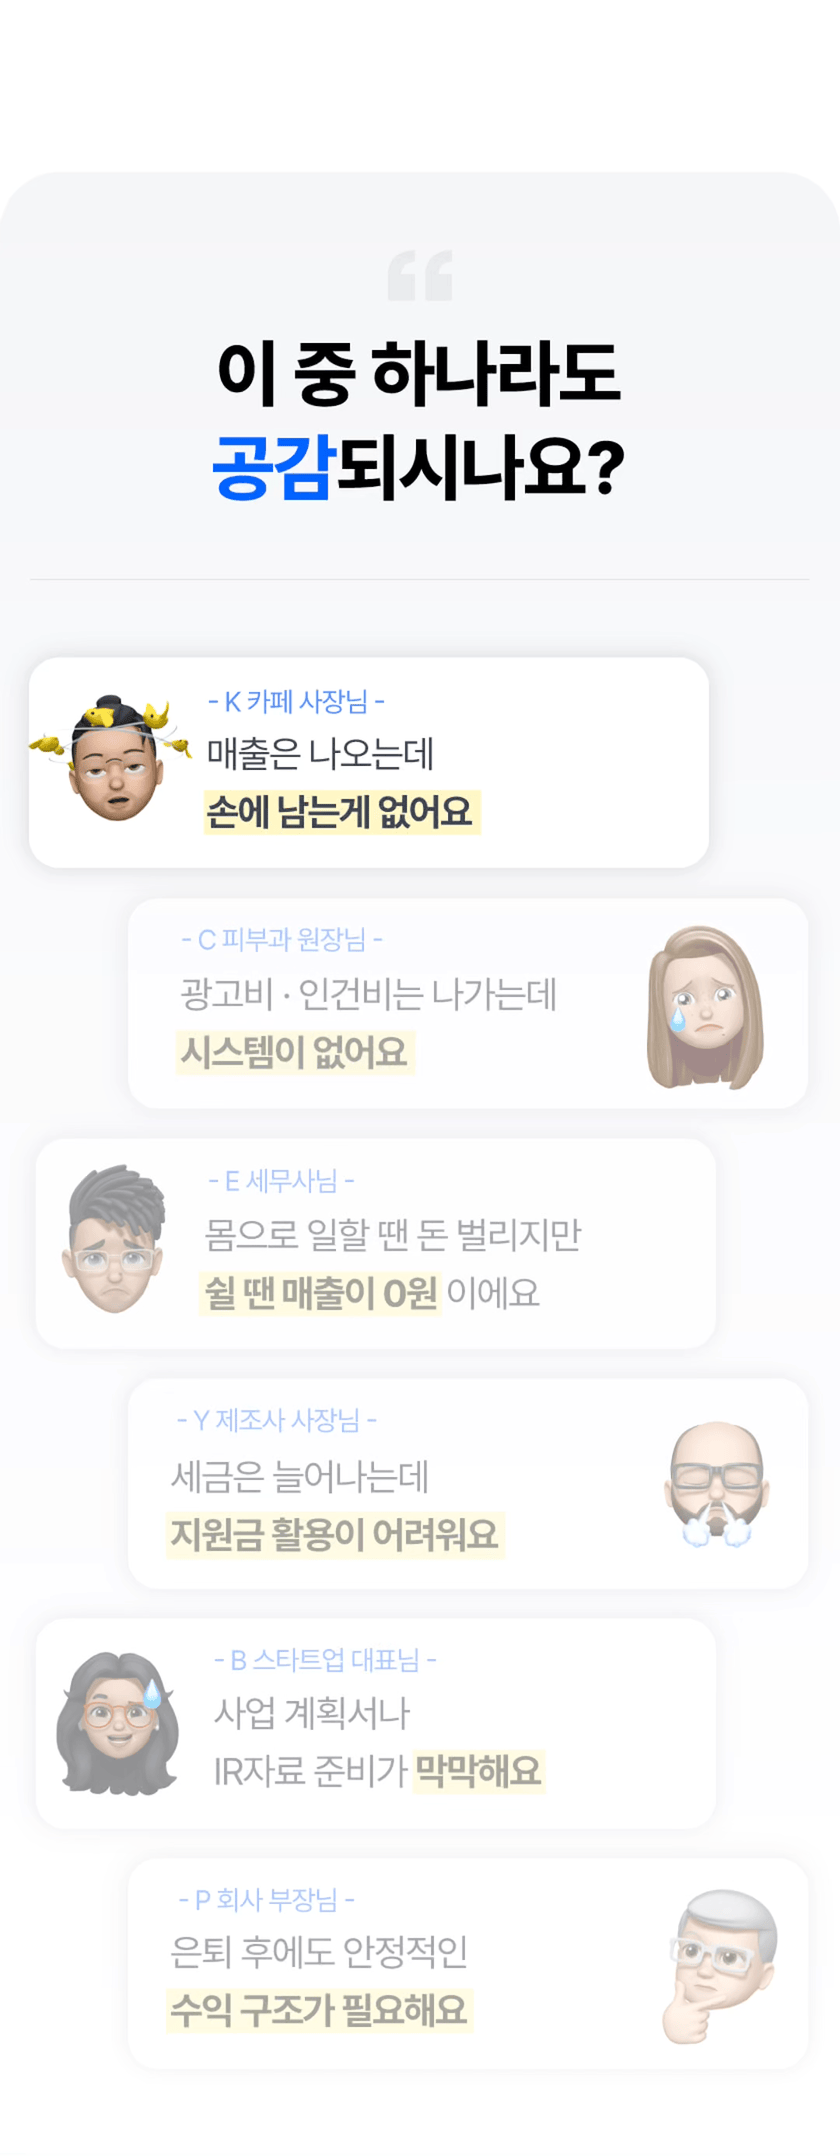 이 중 하나라도
공감되시나요?
- K 카페 사장님 -
매출은 나오는데
손에 남는게 없어요
- C 피부과 원장님 -
광고비 · 인건비는 나가는데
시스템이 없어요
- E 세무사님 -
몸으로 일할 땐 돈 벌리지만
쉴 땐 매출이 0원 이에요
- Y 제조사 사장님 -
세금은 늘어나는데
지원금 활용이 어려워요
- B 스타트업 대표님 -
사업 계획서나
IR자료 준비가 막막해요
- P 회사 부장님 -
은퇴 후에도 안정적인
수익 구조가 필요해요